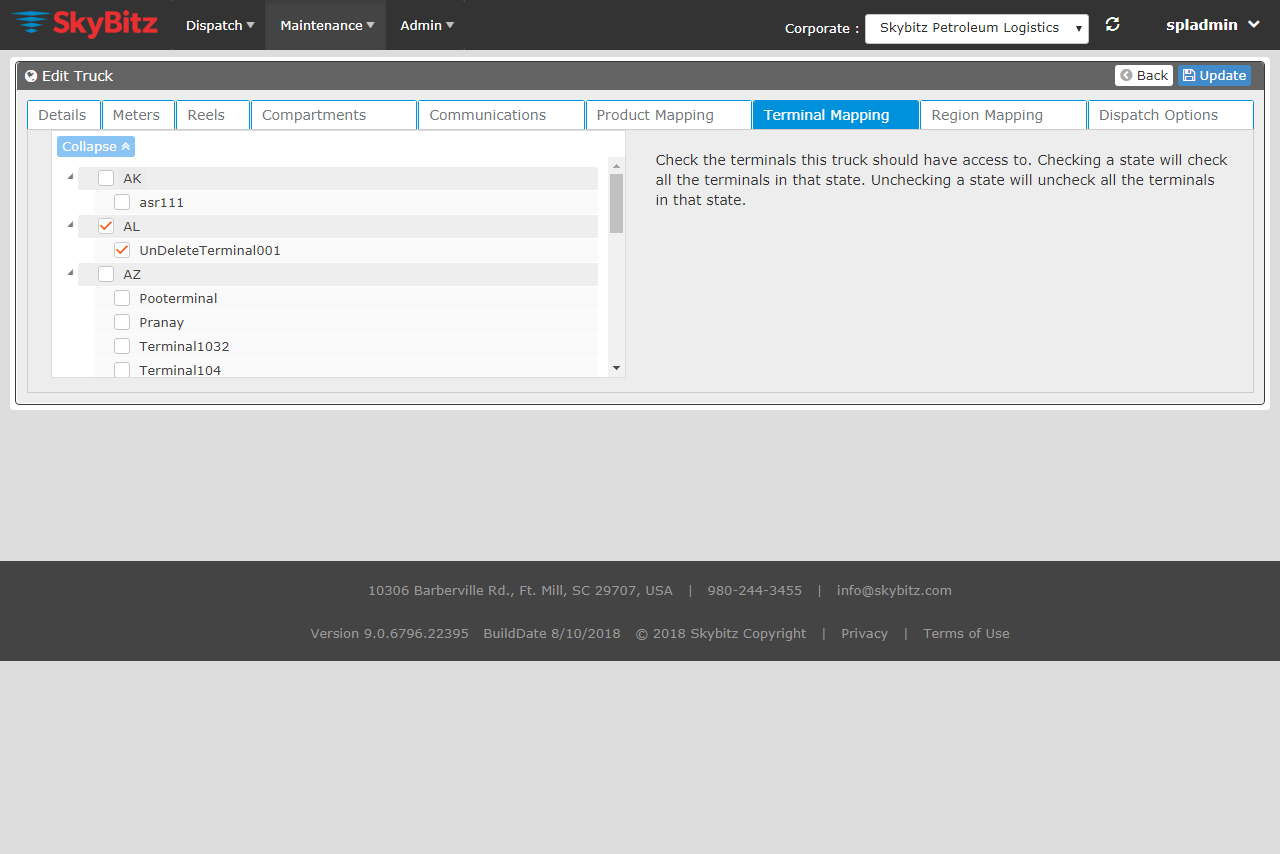 SkyBitz Dispatch Maintenance Admin Corporate : Skybitz Petroleum Logistics spladmin
Edit Truck Back Update
Details Meters Reels Compartments Communications Product Mapping Terminal Mapping Region Mapping Dispatch Options
Collapse
AK
asr111
AL
UnDeleteTerminal001
AZ
Pooterminal
Pranay
Terminal1032
Terminal104
Check the terminals this truck should have access to. Checking a state will check
all the terminals in that state. Unchecking a state will uncheck all the terminals
in that state.
10306 Barberville Rd., Ft. Mill, SC 29707, USA | 980-244-3455 | info@skybitz.com
Version 9.0.6796.22395 BuildDate 8/10/2018 © 2018 Skybitz Copyright | Privacy | Terms of Use